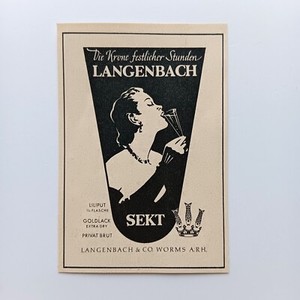 Die Krone festlicher Stunden
LANGENBACH
LILIPUT
¼ FLASCHE
GOLDLACK
EXTRA DRY
PRIVAT BRUT
SEKT
LANGENBACH & CO. WORMS A.RH.